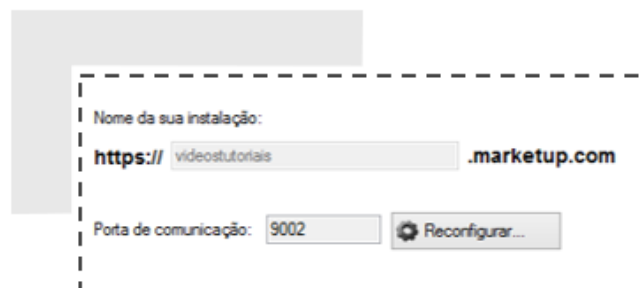 Nome da sua instalação:
https:// videostutoriais .marketup.com
Porta de comunicação: 9002 Reconfigurar...